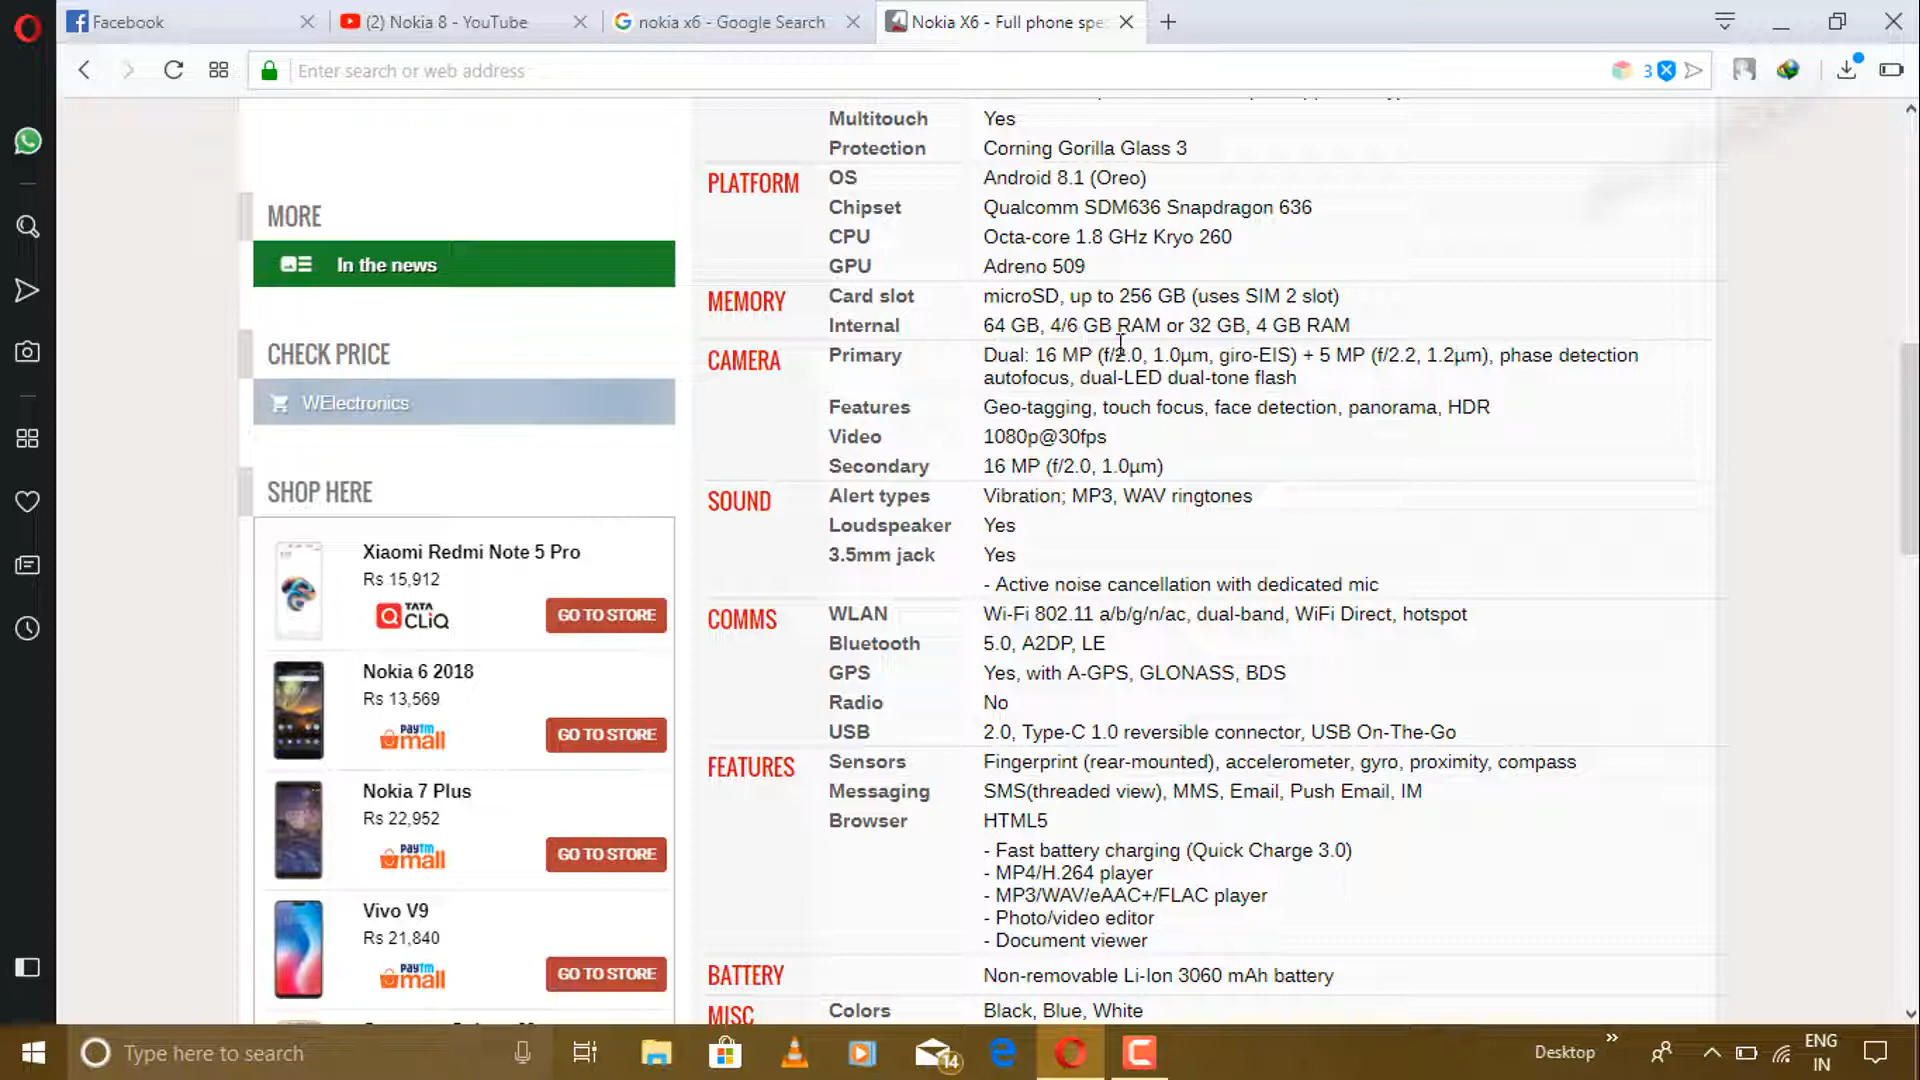 Facebook
(2) Nokia 8 - YouTube
nokia x6 - Google Search
Nokia X6 - Full phone spe
Enter search or web address
3
MORE
In the news
CHECK PRICE
WElectronics
SHOP HERE
Xiaomi Redmi Note 5 Pro
Rs 15,912
TATA CLiQ
GO TO STORE
Nokia 6 2018
Rs 13,569
paytm mall
GO TO STORE
Nokia 7 Plus
Rs 22,952
paytm mall
GO TO STORE
Vivo V9
Rs 21,840
paytm mall
GO TO STORE
Multitouch Yes
Protection Corning Gorilla Glass 3
PLATFORM OS Android 8.1 (Oreo)
Chipset Qualcomm SDM636 Snapdragon 636
CPU Octa-core 1.8 GHz Kryo 260
GPU Adreno 509
MEMORY Card slot microSD, up to 256 GB (uses SIM 2 slot)
Internal 64 GB, 4/6 GB RAM or 32 GB, 4 GB RAM
CAMERA Primary Dual: 16 MP (f/2.0, 1.0µm, giro-EIS) + 5 MP (f/2.2, 1.2µm), phase detection
autofocus, dual-LED dual-tone flash
Features Geo-tagging, touch focus, face detection, panorama, HDR
Video 1080p@30fps
Secondary 16 MP (f/2.0, 1.0µm)
SOUND Alert types Vibration; MP3, WAV ringtones
Loudspeaker Yes
3.5mm jack Yes
- Active noise cancellation with dedicated mic
COMMS WLAN Wi-Fi 802.11 a/b/g/n/ac, dual-band, WiFi Direct, hotspot
Bluetooth 5.0, A2DP, LE
GPS Yes, with A-GPS, GLONASS, BDS
Radio No
USB 2.0, Type-C 1.0 reversible connector, USB On-The-Go
FEATURES Sensors Fingerprint (rear-mounted), accelerometer, gyro, proximity, compass
Messaging SMS(threaded view), MMS, Email, Push Email, IM
Browser HTML5
- Fast battery charging (Quick Charge 3.0)
- MP4/H.264 player
- MP3/WAV/eAAC+/FLAC player
- Photo/video editor
- Document viewer
BATTERY Non-removable Li-Ion 3060 mAh battery
MISC Colors Black, Blue, White
Type here to search
14
Desktop
ENG
IN